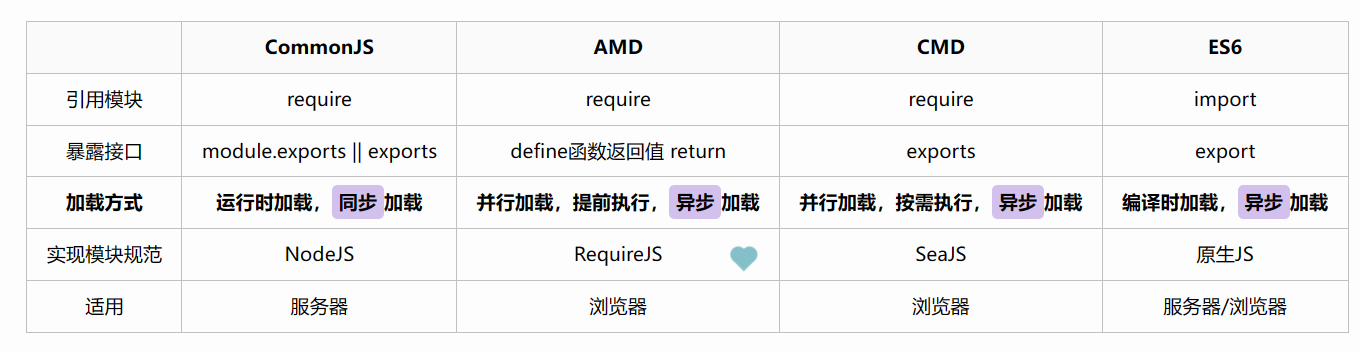 CommonJS AMD CMD ES6
引用模块 require require require import
暴露接口 module.exports || exports define函数返回值 return exports export
加载方式 运行时加载，同步加载 并行加载，提前执行，异步加载 并行加载，按需执行，异步加载 编译时加载，异步加载
实现模块规范 NodeJS RequireJS SeaJS 原生JS
适用 服务器 浏览器 浏览器 服务器/浏览器